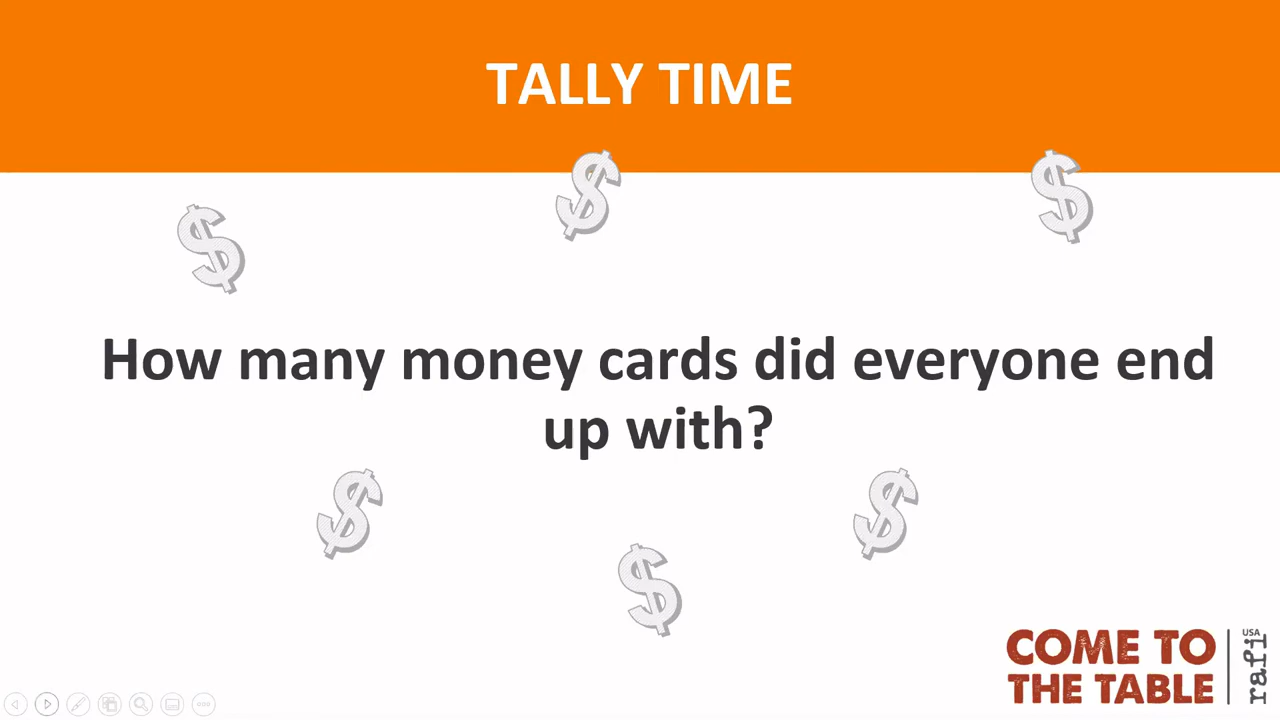 TALLY TIME
$
$
$
How many money cards did everyone end
up with?
$
$
$
COME TO
THE TABLE
rafi
USA